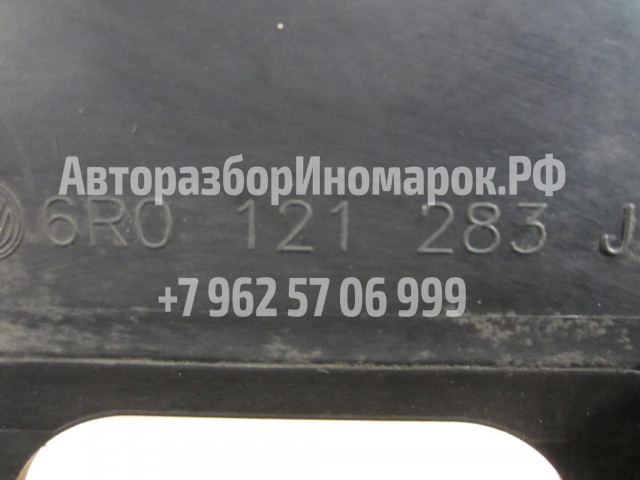 АвторазборИномарок.РФ
6R0 121 283 J
+7 962 57 06 999